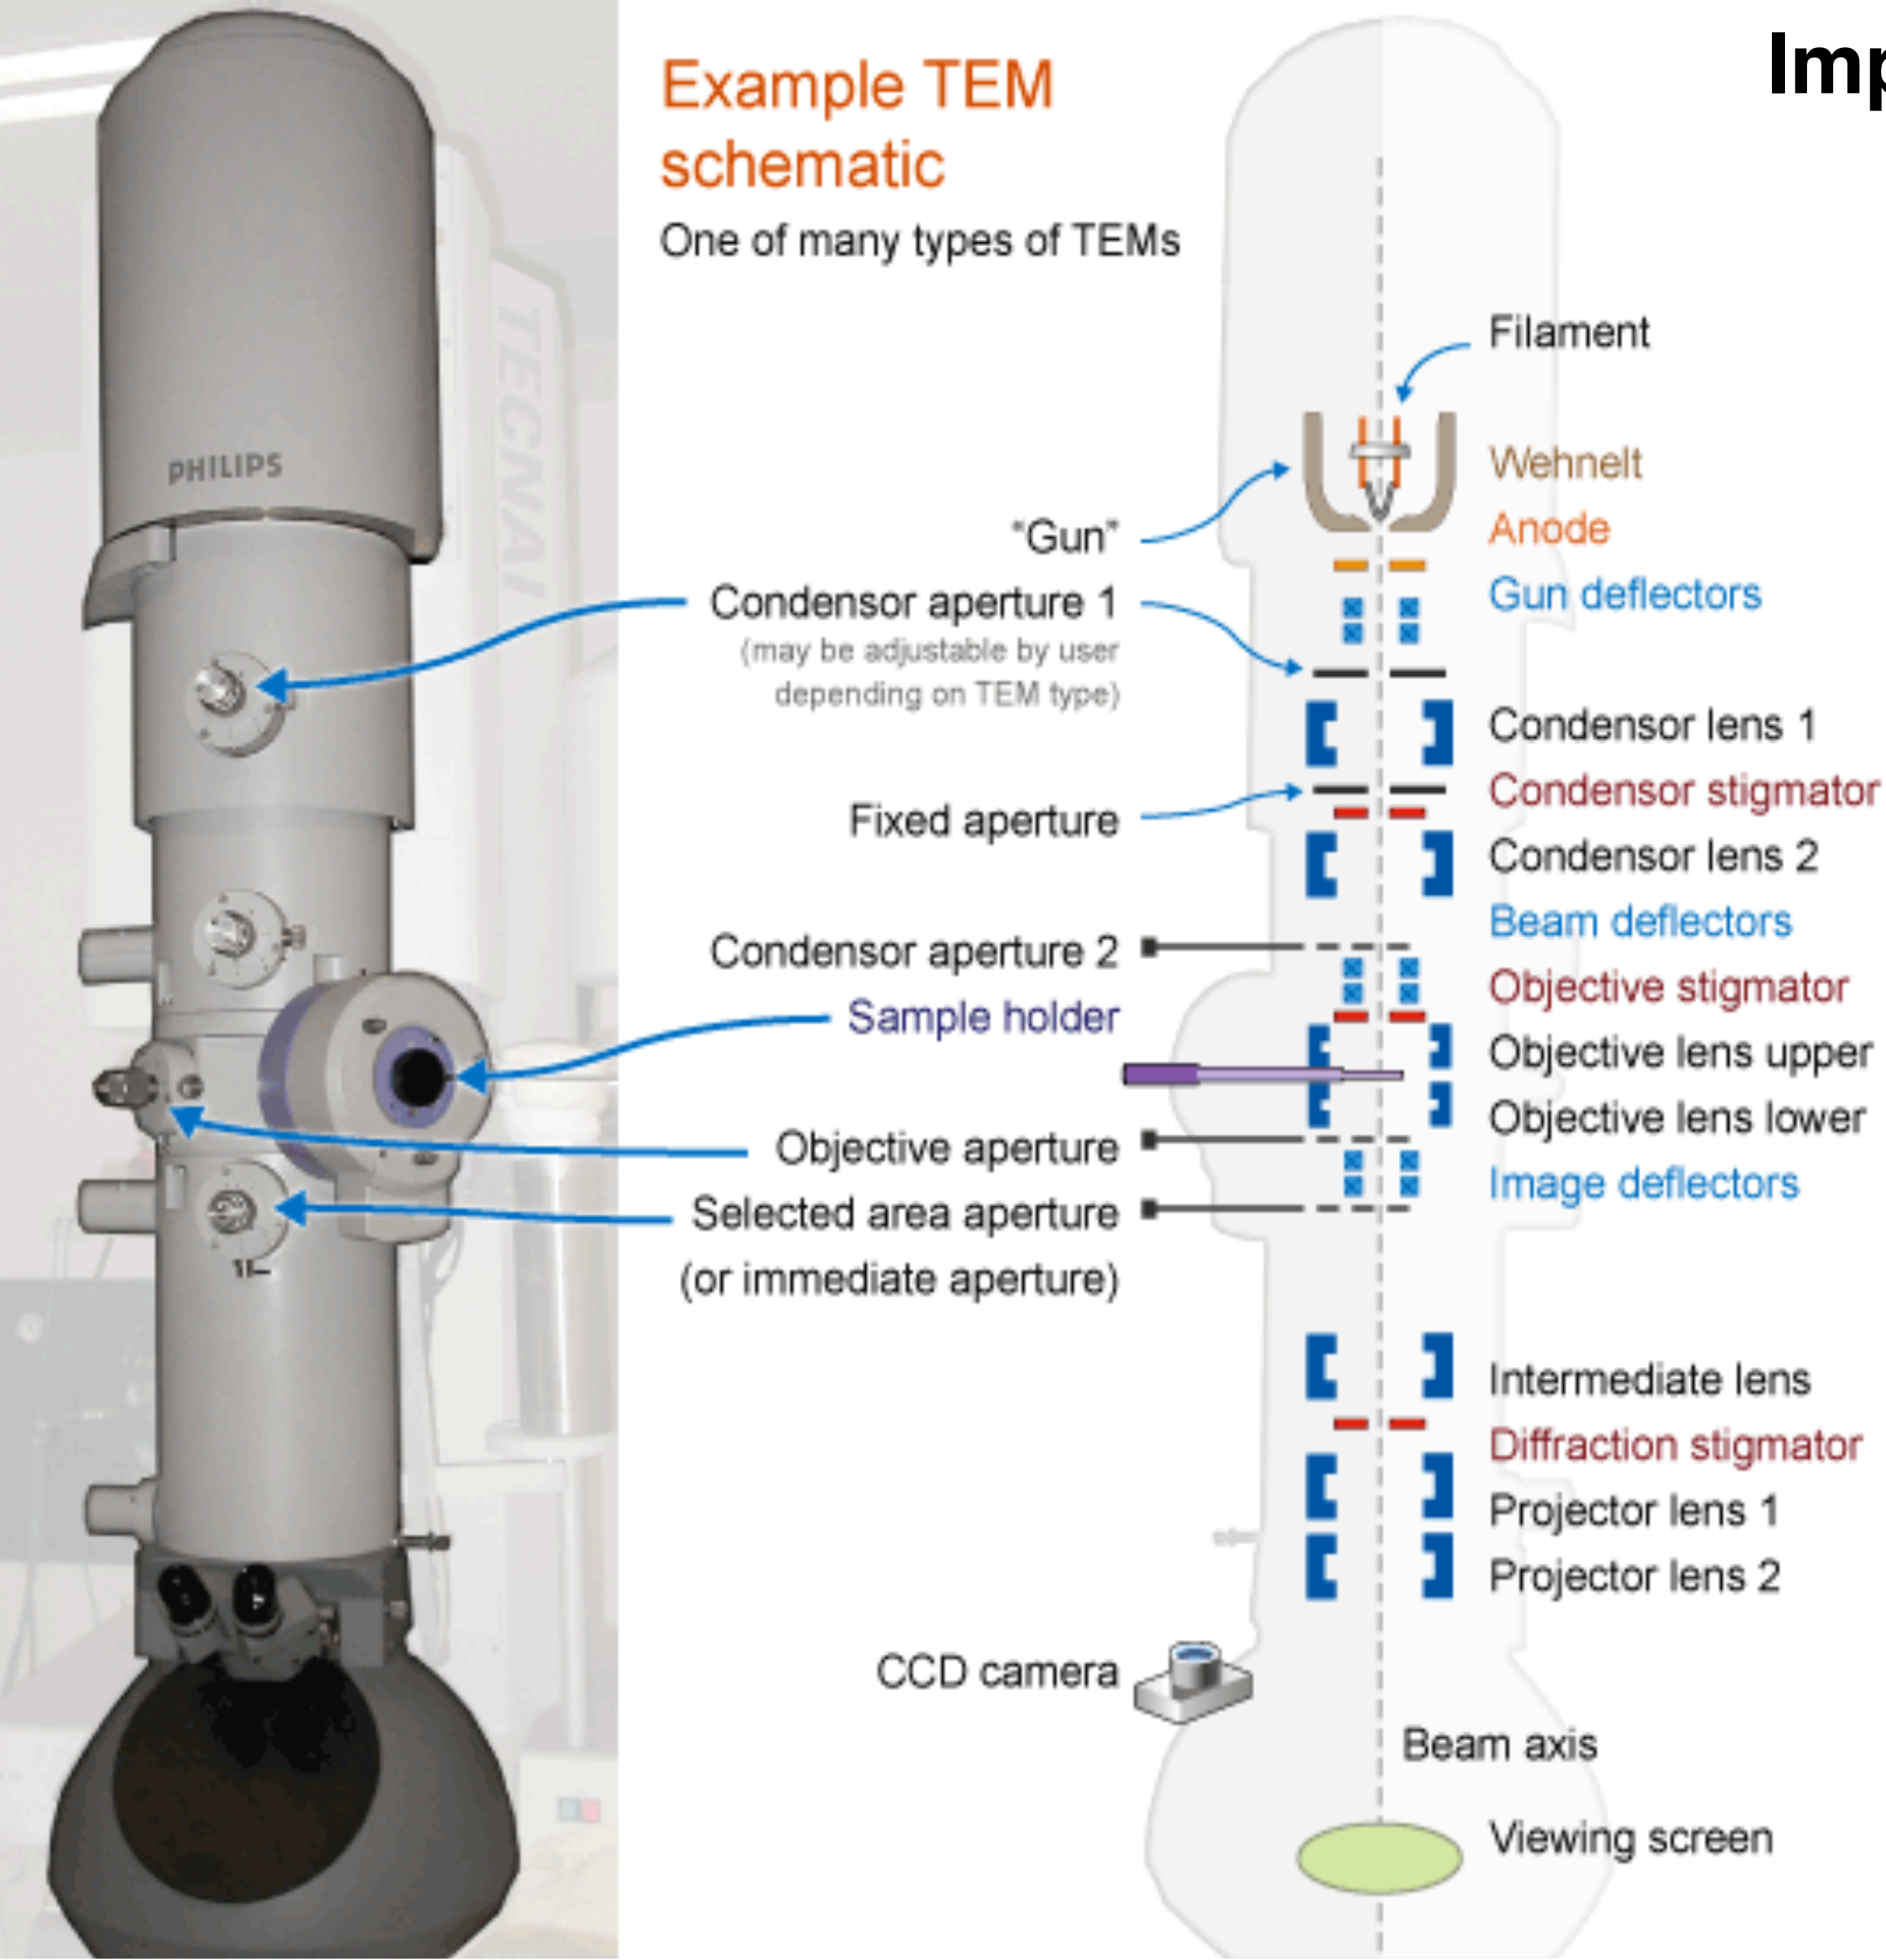 Imp
Example TEM
schematic
One of many types of TEMs
PHILIPS
TECNAI
Filament
Wehnelt
Anode
"Gun"
Gun deflectors
Condensor aperture 1
(may be adjustable by user
depending on TEM type)
Condensor lens 1
Condensor stigmator
Fixed aperture
Condensor lens 2
Beam deflectors
Condensor aperture 2
Objective stigmator
Sample holder
Objective lens upper
Objective lens lower
Objective aperture
Image deflectors
Selected area aperture
(or immediate aperture)
Intermediate lens
Diffraction stigmator
Projector lens 1
Projector lens 2
CCD camera
Beam axis
Viewing screen